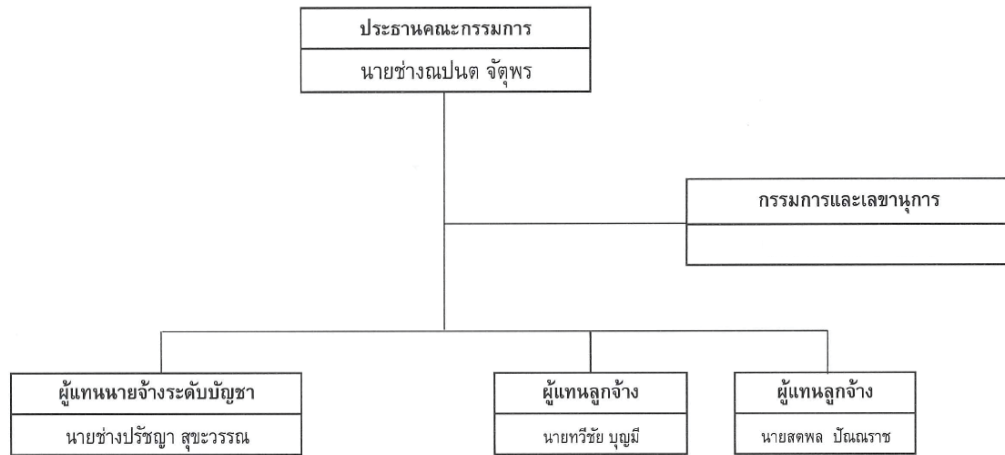 ประธานคณะกรรมการ
นายช่างณปนต จัตุพร
กรรมการและเลขานุการ
ผู้แทนนายจ้างระดับบัญชา
นายช่างปรัชญา สุขะวรรณ
ผู้แทนลูกจ้าง
นายทวีชัย บุญมี
ผู้แทนลูกจ้าง
นายสตพล ปัณณราช